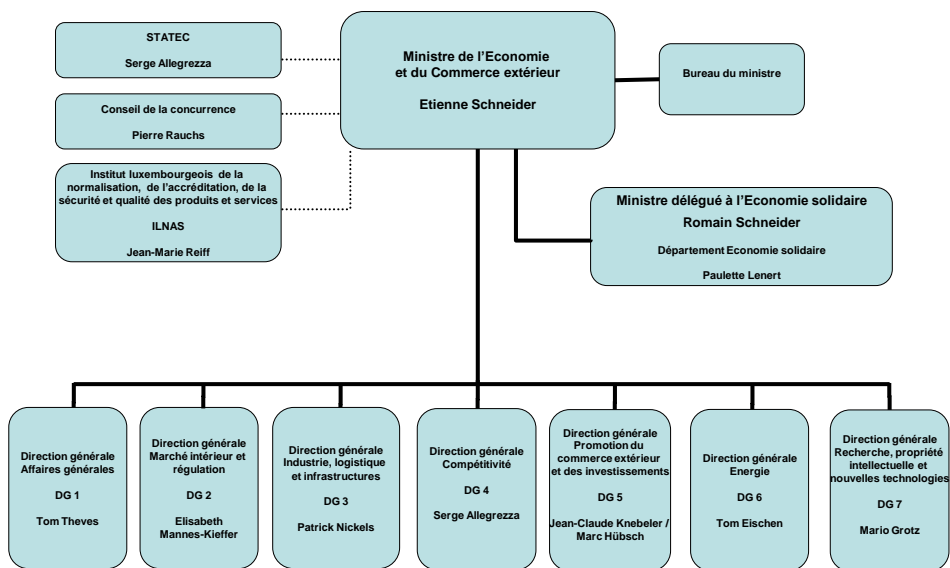 STATEC
Serge Allegrezza
Ministre de l’Economie
et du Commerce extérieur
Etienne Schneider
Bureau du ministre
Conseil de la concurrence
Pierre Rauchs
Institut luxembourgeois de la
normalisation, de l’accréditation, de la
sécurité et qualité des produits et services
ILNAS
Jean-Marie Reiff
Ministre délégué à l’Economie solidaire
Romain Schneider
Département Economie solidaire
Paulette Lenert
Direction générale
Affaires générales
DG 1
Tom Theves
Direction générale
Marché intérieur et
régulation
DG 2
Elisabeth
Mannes-Kieffer
Direction générale
Industrie, logistique
et infrastructures
DG 3
Patrick Nickels
Direction générale
Compétitivité
DG 4
Serge Allegrezza
Direction générale
Promotion du
commerce extérieur
et des investissements
DG 5
Jean-Claude Knebeler /
Marc Hübsch
Direction générale
Energie
DG 6
Tom Eischen
Direction générale
Recherche, propriété
intellectuelle et
nouvelles technologies
DG 7
Mario Grotz